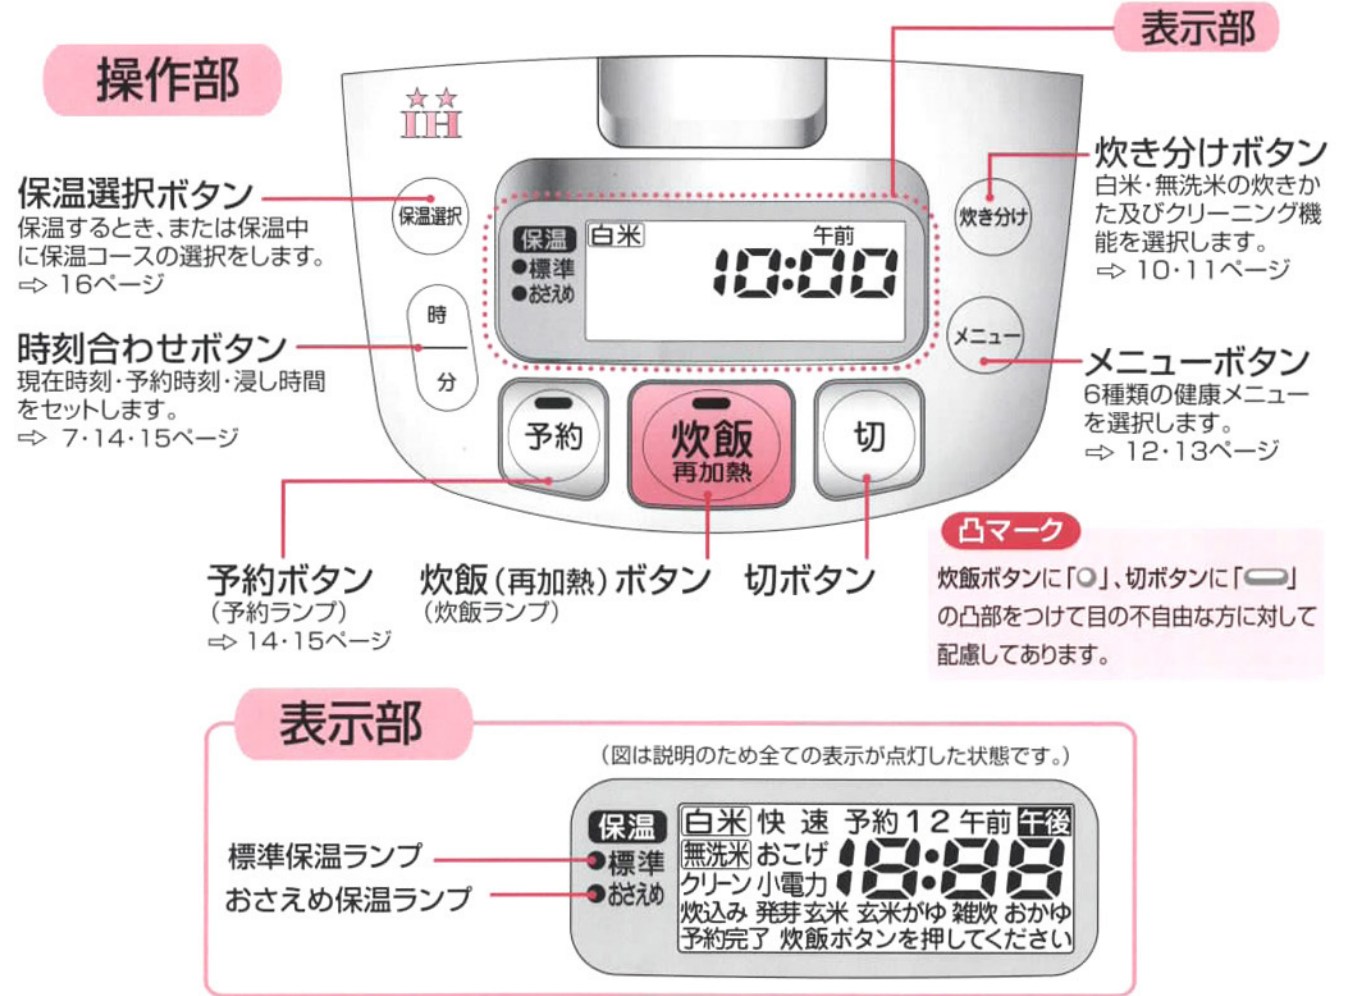 操作部
表示部
IH
保温選択ボタン
保温するとき、または保温中
に保温コースの選択をします。
⇨ 16ページ
時刻合わせボタン
現在時刻・予約時刻・浸し時間
をセットします。
⇨ 7・14・15ページ
保温選択
時
分
保温
●標準
●おさえめ
白米
午前
10:00
炊き分け
メニュー
予約
炊飯
再加熱
切
炊き分けボタン
白米・無洗米の炊きか
た及びクリーニング機
能を選択します。
⇨ 10・11ページ
メニューボタン
6種類の健康メニュー
を選択します。
⇨ 12・13ページ
予約ボタン
（予約ランプ）
⇨ 14・15ページ
炊飯（再加熱）ボタン
（炊飯ランプ）
切ボタン
凸マーク
炊飯ボタンに「○」、切ボタンに「⬭」
の凸部をつけて目の不自由な方に対して
配慮してあります。
表示部
（図は説明のため全ての表示が点灯した状態です。）
標準保温ランプ
おさえめ保温ランプ
保温
●標準
●おさえめ
白米 快速 予約 1 2 午前 午後
無洗米 おこげ 18:88
クリーン 小電力
炊込み 発芽玄米 玄米がゆ 雑炊 おかゆ
予約完了 炊飯ボタンを押してください